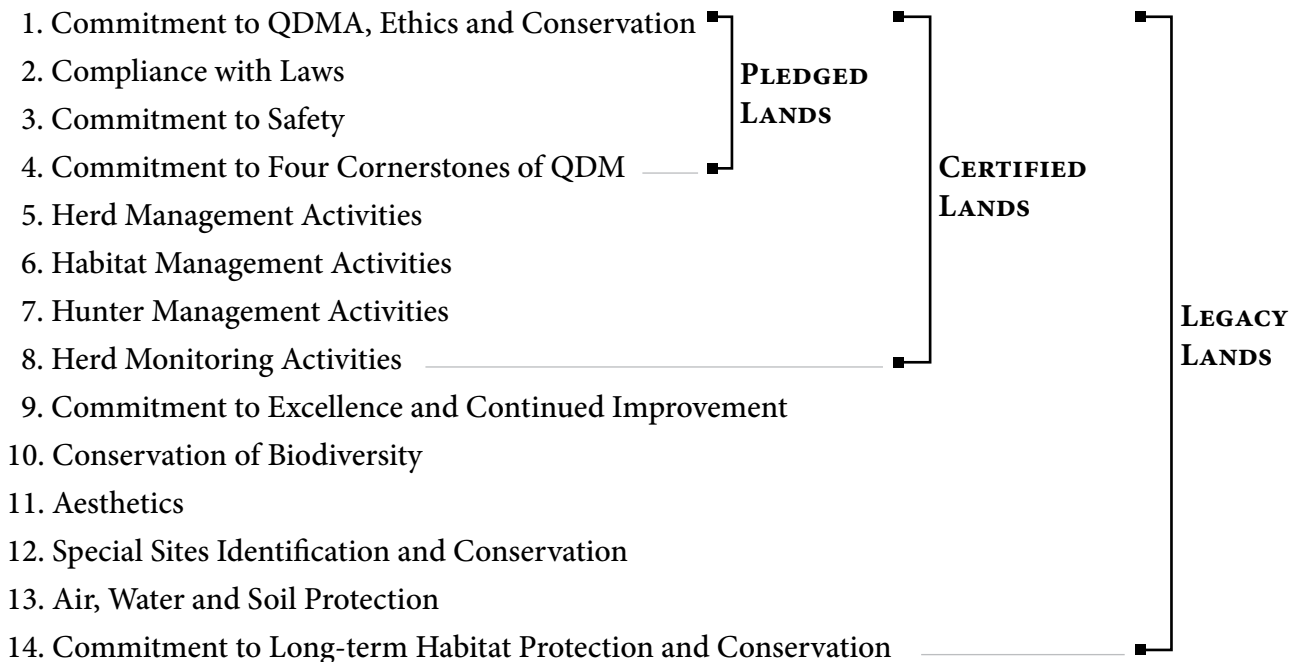 1. Commitment to QDMA, Ethics and Conservation
2. Compliance with Laws
3. Commitment to Safety
4. Commitment to Four Cornerstones of QDM
5. Herd Management Activities
6. Habitat Management Activities
7. Hunter Management Activities
8. Herd Monitoring Activities
9. Commitment to Excellence and Continued Improvement
10. Conservation of Biodiversity
11. Aesthetics
12. Special Sites Identification and Conservation
13. Air, Water and Soil Protection
14. Commitment to Long-term Habitat Protection and Conservation
Pledged
Lands
Certified
Lands
Legacy
Lands